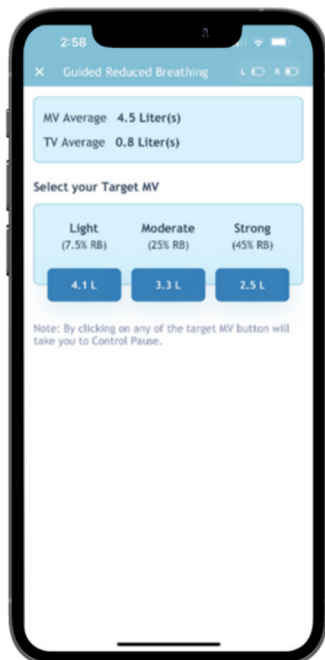 2:58
Guided Reduced Breathing L R
MV Average 4.5 Liter(s)
TV Average 0.8 Liter(s)
Select your Target MV
Light Moderate Strong
(7.5% RB) (25% RB) (45% RB)
4.1 L 3.3 L 2.5 L
Note: By clicking on any of the target MV button will
take you to Control Pause.